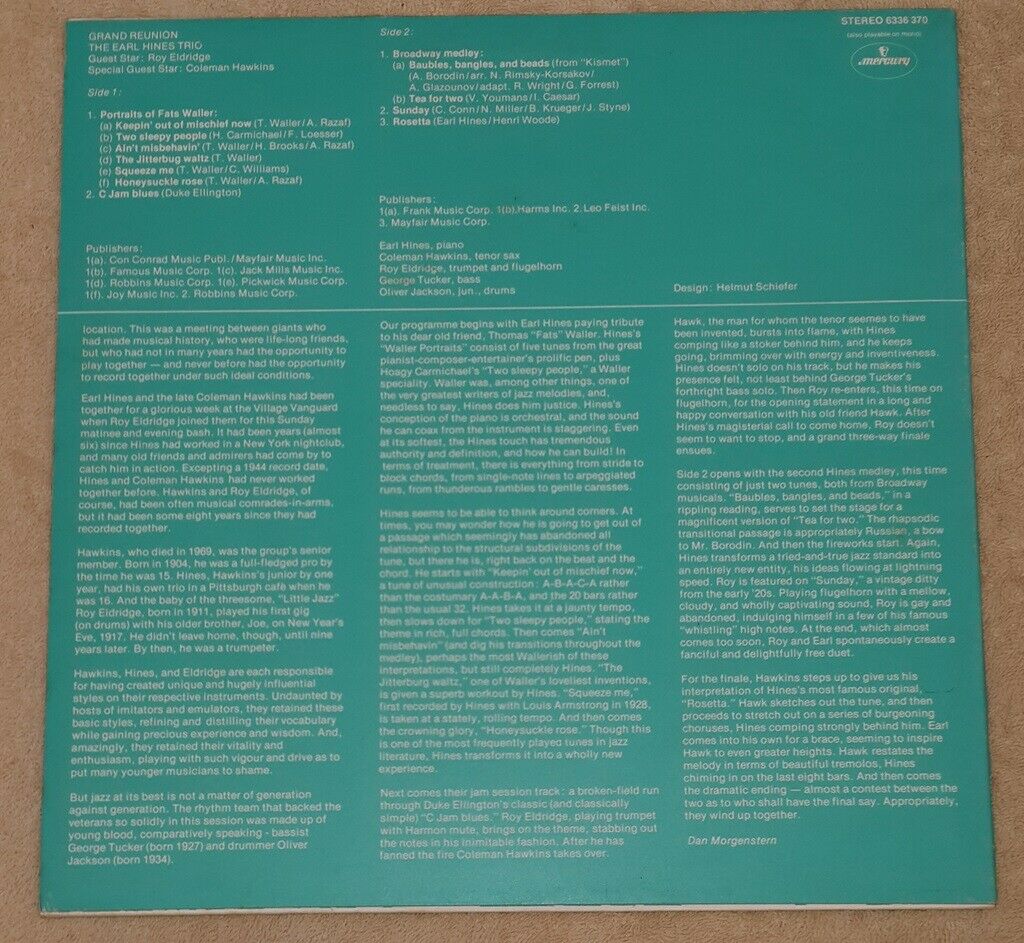 GRAND REUNION
THE EARL HINES TRIO
Guest Star: Roy Eldridge
Special Guest Star: Coleman Hawkins
Side 1:
1. Portraits of Fats Waller:
(a) Keepin' out of mischief now (T. Waller/A. Razaf)
(b) Two sleepy people (H. Carmichael/F. Loesser)
(c) Ain't misbehavin' (T. Waller/H. Brooks/A. Razaf)
(d) The Jitterbug waltz (T. Waller)
(e) Squeeze me (T. Waller/C. Williams)
(f) Honeysuckle rose (T. Waller/A. Razaf)
2. C Jam blues (Duke Ellington)
Publishers:
1(a). Con Conrad Music Publ./Mayfair Music Inc.
1(b). Famous Music Corp. 1(c). Jack Mills Music Inc.
1(d). Robbins Music Corp. 1(e). Pickwick Music Corp.
1(f). Joy Music Inc. 2. Robbins Music Corp.
Side 2:
1. Broadway medley:
(a) Baubles, bangles, and beads (from "Kismet")
(A. Borodin/arr. N. Rimsky-Korsakov/
A. Glazounov/adapt. R. Wright/G. Forrest)
(b) Tea for two (V. Youmans/I. Caesar)
2. Sunday (C. Conn/N. Miller/B. Krueger/J. Styne)
3. Rosetta (Earl Hines/Henri Woode)
Publishers:
1(a). Frank Music Corp. 1(b).Harms Inc. 2.Leo Feist Inc.
3. Mayfair Music Corp.
Earl Hines, piano
Coleman Hawkins, tenor sax
Roy Eldridge, trumpet and flugelhorn
George Tucker, bass
Oliver Jackson, jun., drums
STEREO 6336 370
(also playable on mono)
mercury
Design: Helmut Schiefer
location. This was a meeting between giants who
had made musical history, who were life-long friends,
but who had not in many years had the opportunity to
play together — and never before had the opportunity
to record together under such ideal conditions.
Earl Hines and the late Coleman Hawkins had been
together for a glorious week at the Village Vanguard
when Roy Eldridge joined them for this Sunday
matinee and evening bash. It had been years (almost
six) since Hines had worked in a New York nightclub,
and many old friends and admirers had come by to
catch him in action. Excepting a 1944 record date,
Hines and Coleman Hawkins had never worked
together before. Hawkins and Roy Eldridge, of
course, had been often musical comrades-in-arms,
but it had been some eight years since they had
recorded together.
Hawkins, who died in 1969, was the group's senior
member. Born in 1904, he was a full-fledged pro by
the time he was 15. Hines, Hawkins's junior by one
year, had his own trio in a Pittsburgh café when he
was 16. And the baby of the threesome, "Little Jazz"
Roy Eldridge, born in 1911, played his first gig
(on drums) with his older brother, Joe, on New Year's
Eve, 1917. He didn't leave home, though, until nine
years later. By then, he was a trumpeter.
Hawkins, Hines, and Eldridge are each responsible
for having created unique and hugely influential
styles on their respective instruments. Undaunted by
hosts of imitators and emulators, they retained these
basic styles, refining and distilling their vocabulary
while gaining precious experience and wisdom. And,
amazingly, they retained their vitality and
enthusiasm, playing with such vigour and drive as to
put many younger musicians to shame.
But jazz at its best is not a matter of generation
against generation. The rhythm team that backed the
veterans so solidly in this session was made up of
young blood, comparatively speaking - bassist
George Tucker (born 1927) and drummer Oliver
Jackson (born 1934).
Our programme begins with Earl Hines paying tribute
to his dear old friend, Thomas "Fats" Waller. Hines's
"Waller Portraits" consist of five tunes from the great
pianist-composer-entertainer's prolific pen, plus
Hoagy Carmichael's "Two sleepy people," a Waller
speciality. Waller was, among other things, one of
the very greatest writers of jazz melodies, and,
needless to say, Hines does him justice. Hines's
conception of the piano is orchestral, and the sound
he can coax from the instrument is staggering. Even
at its softest, the Hines touch has tremendous
authority and definition, and how he can build! In
terms of treatment, there is everything from stride to
block chords, from single-note lines to arpeggiated
runs, from thunderous rambles to gentle caresses.
Hines seems to be able to think around corners. At
times, you may wonder how he is going to get out of
a passage which seemingly has abandoned all
relationship to the structural subdivisions of the
tune, but there he is, right back on the beat and the
chord. He starts with "Keepin' out of mischief now,"
a tune of unusual construction: A-B-A-C-A rather
than the costumary A-A-B-A, and the 20 bars rather
than the usual 32. Hines takes it at a jaunty tempo,
then slows down for "Two sleepy people," stating the
theme in rich, full chords. Then comes "Ain't
misbehavin" (and dig his transitions throughout the
medley), perhaps the most Wallerish of these
interpretations, but still completely Hines. "The
Jitterbug waltz," one of Waller's loveliest inventions,
is given a superb workout by Hines. "Squeeze me,"
first recorded by Hines with Louis Armstrong in 1928,
is taken at a stately, rolling tempo. And then comes
the crowning glory, "Honeysuckle rose." Though this
is one of the most frequently played tunes in jazz
literature, Hines transforms it into a wholly new
experience.
Next comes their jam session track: a broken-field run
through Duke Ellington's classic (and classically
simple) "C Jam blues." Roy Eldridge, playing trumpet
with Harmon mute, brings on the theme, stabbing out
the notes in his inimitable fashion. After he has
fanned the fire Coleman Hawkins takes over.
Hawk, the man for whom the tenor seems to have
been invented, bursts into flame, with Hines
comping like a stoker behind him, and he keeps
going, brimming over with energy and inventiveness.
Hines doesn't solo on his track, but he makes his
presence felt, not least behind George Tucker's
forthright bass solo. Then Roy re-enters, this time on
flugelhorn, for the opening statement in a long and
happy conversation with his old friend Hawk. After
Hines's magisterial call to come home, Roy doesn't
seem to want to stop, and a grand three-way finale
ensues.
Side 2 opens with the second Hines medley, this time
consisting of just two tunes, both from Broadway
musicals. "Baubles, bangles, and beads," in a
rippling reading, serves to set the stage for a
magnificent version of "Tea for two." The rhapsodic
transitional passage is appropriately Russian, a bow
to Mr. Borodin. And then the fireworks start. Again,
Hines transforms a tried-and-true jazz standard into
an entirely new entity, his ideas flowing at lightning
speed. Roy is featured on "Sunday," a vintage ditty
from the early '20s. Playing flugelhorn with a mellow,
cloudy, and wholly captivating sound, Roy is gay and
abandoned, indulging himself in a few of his famous
"whistling" high notes. At the end, which almost
comes too soon, Roy and Earl spontaneously create a
fanciful and delightfully free duet.
For the finale, Hawkins steps up to give us his
interpretation of Hines's most famous original,
"Rosetta." Hawk sketches out the tune, and then
proceeds to stretch out on a series of burgeoning
choruses, Hines comping strongly behind him. Earl
comes into his own for a brace, seeming to inspire
Hawk to even greater heights. Hawk restates the
melody in terms of beautiful tremolos, Hines
chiming in on the last eight bars. And then comes
the dramatic ending — almost a contest between the
two as to who shall have the final say. Appropriately,
they wind up together.
Dan Morgenstern